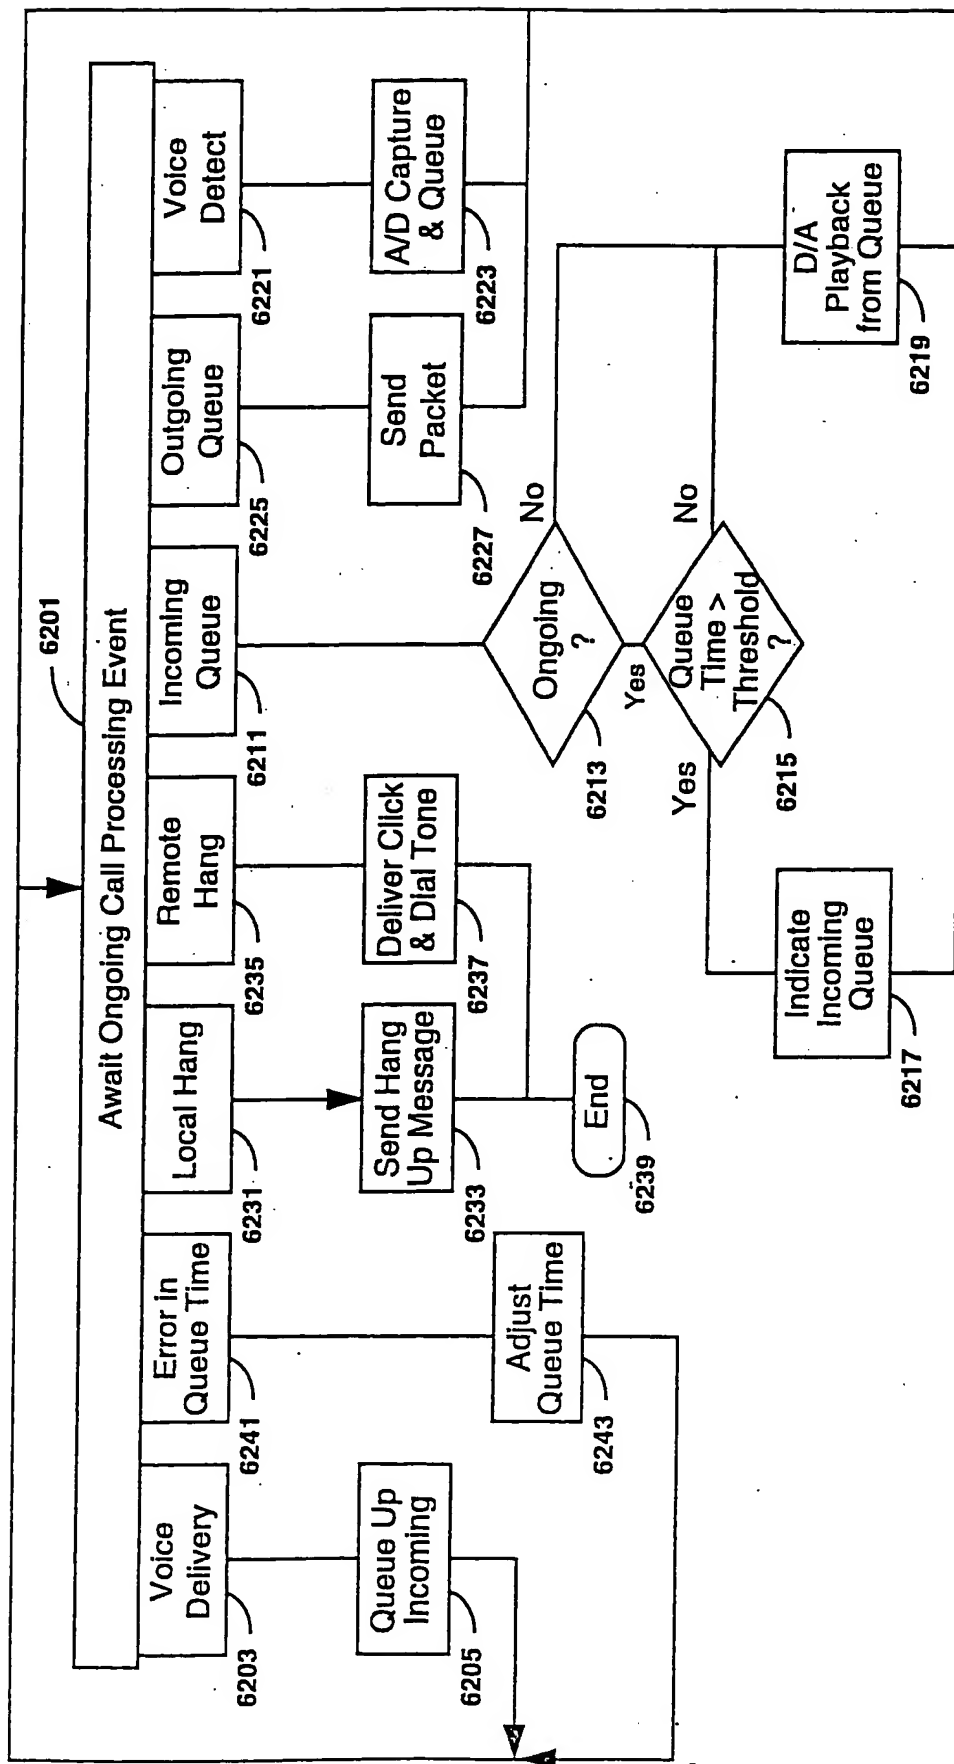 6201
Await Ongoing Call Processing Event
Voice
Delivery
6203
Error in
Queue Time
6241
Local Hang
6231
Remote
Hang
6235
Incoming
Queue
6211
Outgoing
Queue
6225
Voice
Detect
6221
Queue Up
Incoming
6205
Send Hang
Up Message
6233
Deliver Click
& Dial Tone
6237
Send
Packet
6227
A/D Capture
& Queue
6223
Adjust
Queue Time
6243
End
6239
Ongoing
?
6213
No
Yes
Queue
Time >
Threshold
?
6215
Yes
No
Indicate
Incoming
Queue
6217
D/A
Playback
from Queue
6219